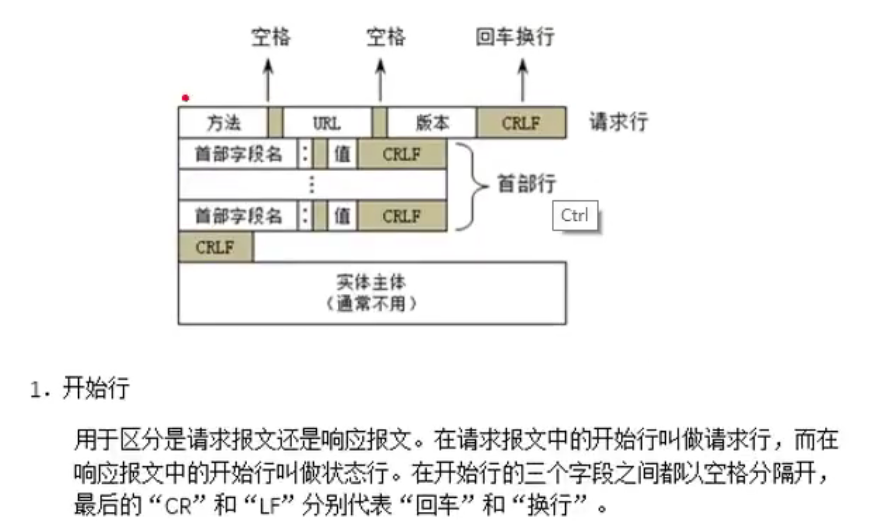 空格 空格 回车换行
方法 URL 版本 CRLF 请求行
首部字段名 : 值 CRLF
⋮ 首部行
首部字段名 : 值 CRLF
Ctrl
CRLF
实体主体
（通常不用）
1. 开始行
用于区分是请求报文还是响应报文。在请求报文中的开始行叫做请求行，而在
响应报文中的开始行叫做状态行。在开始行的三个字段之间都以空格分隔开，
最后的“CR”和“LF”分别代表“回车”和“换行”。